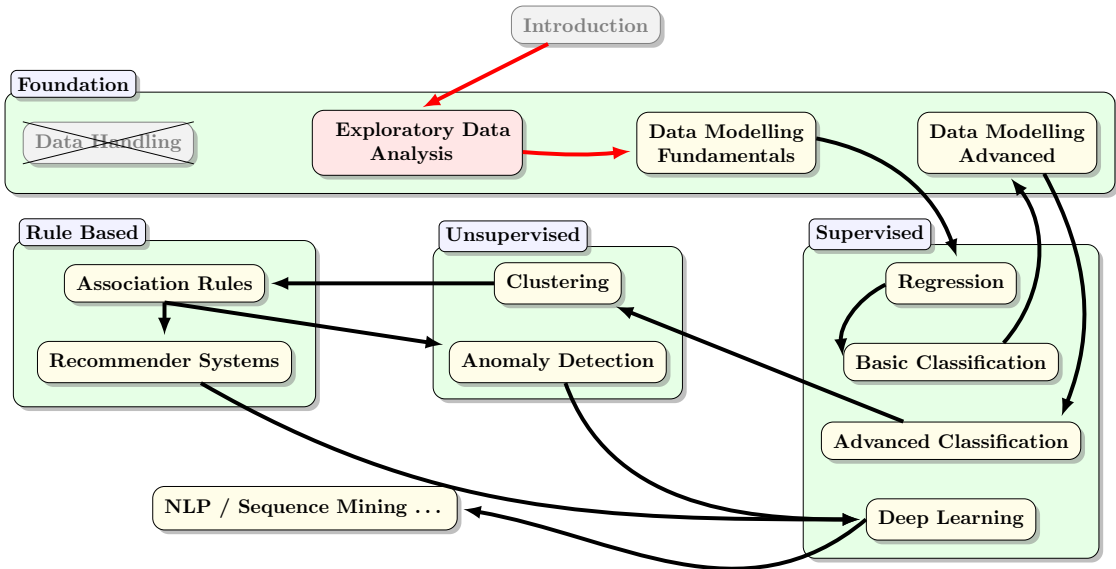 Introduction
Foundation
Data Handling
Exploratory Data
Analysis
Data Modelling
Fundamentals
Data Modelling
Advanced
Rule Based
Association Rules
Recommender Systems
Unsupervised
Clustering
Anomaly Detection
Supervised
Regression
Basic Classification
Advanced Classification
Deep Learning
NLP / Sequence Mining ...